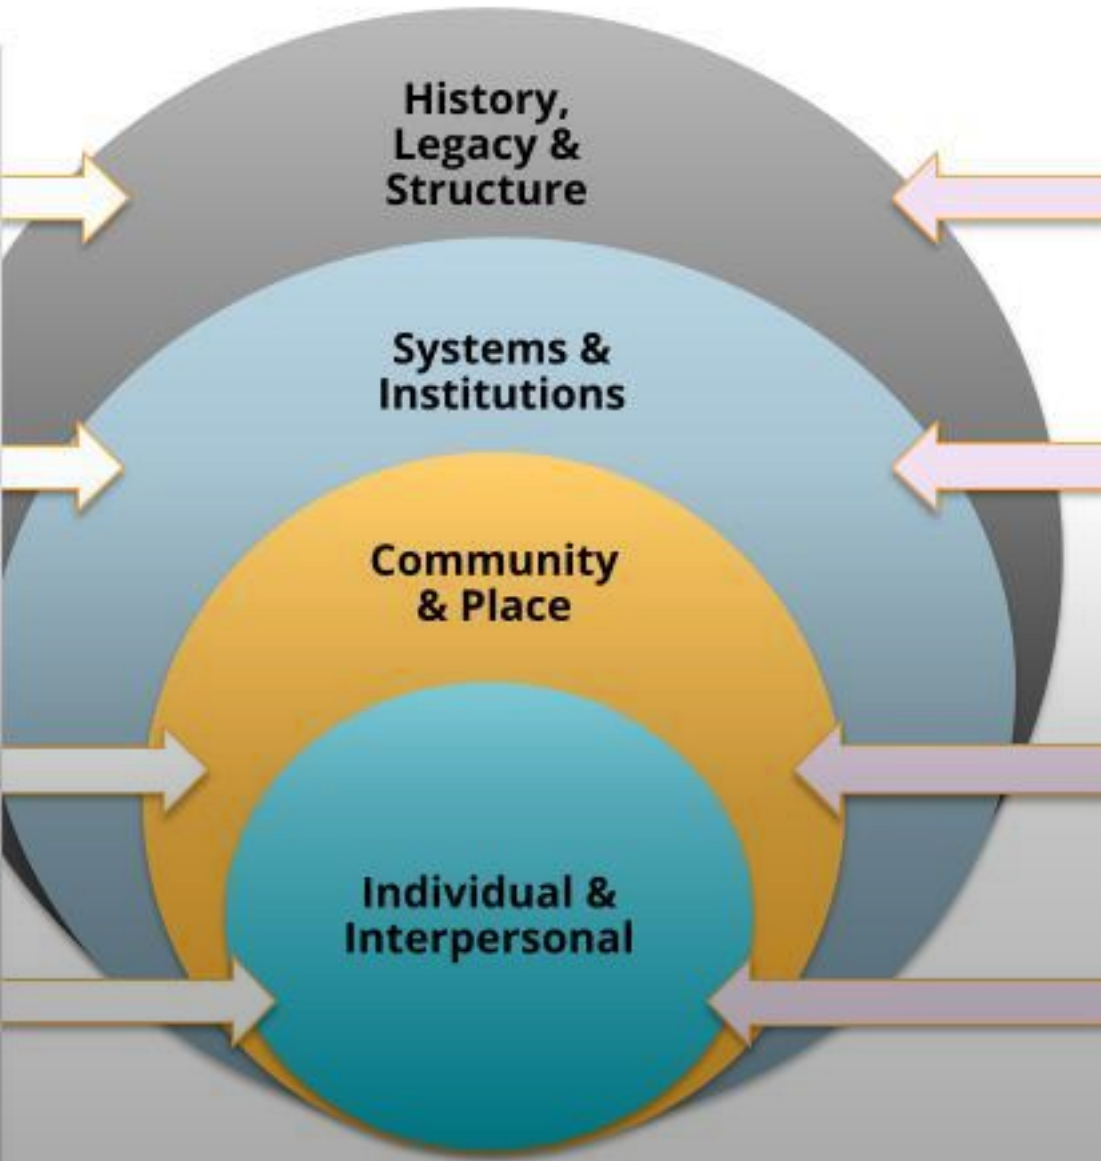 History,
Legacy &
Structure
Systems &
Institutions
Community
& Place
Individual &
Interpersonal